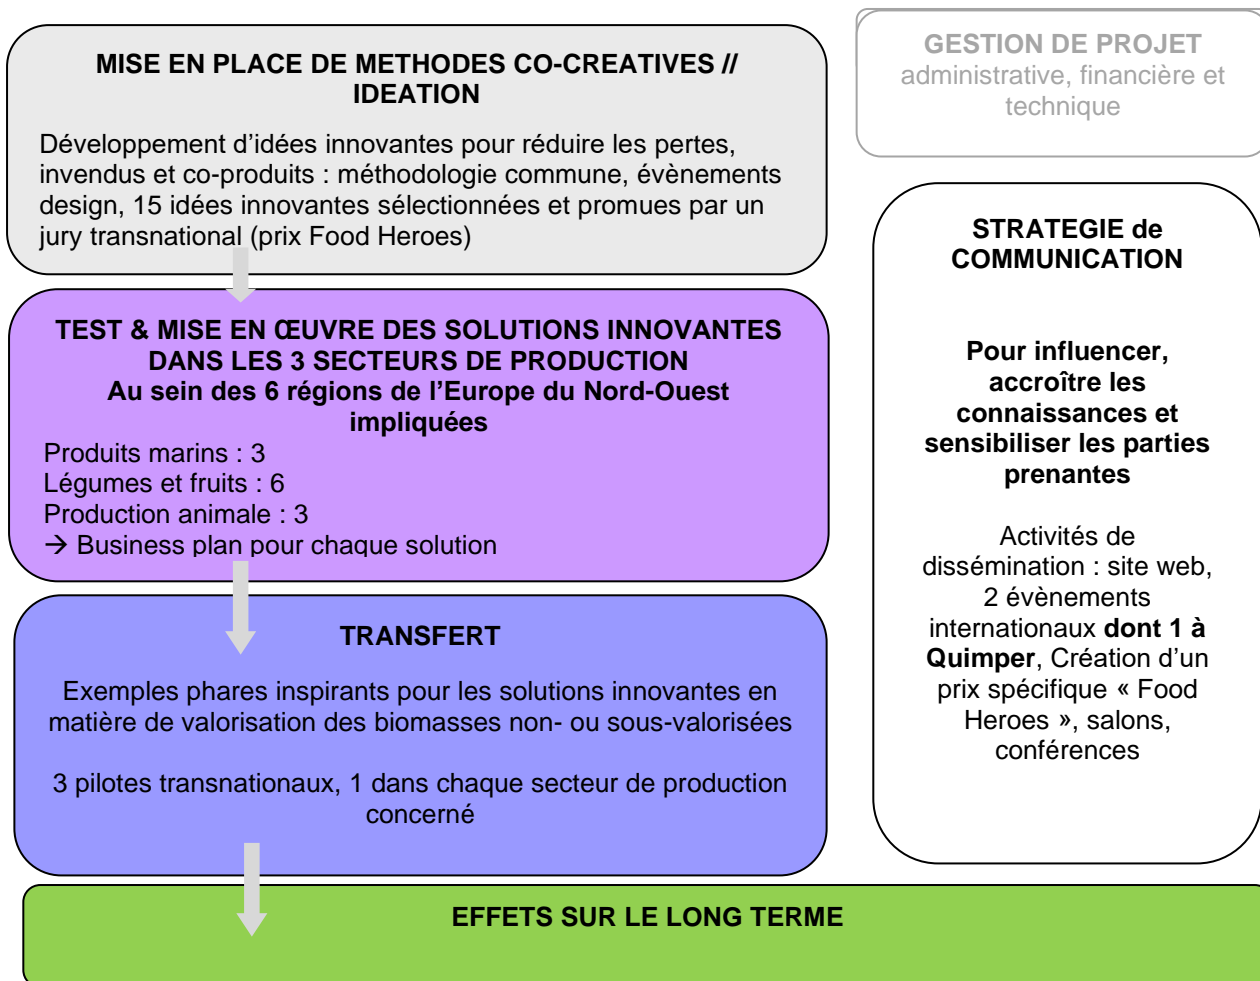 MISE EN PLACE DE METHODES CO-CREATIVES //
IDEATION
Développement d’idées innovantes pour réduire les pertes,
invendus et co-produits : méthodologie commune, évènements
design, 15 idées innovantes sélectionnées et promues par un
jury transnational (prix Food Heroes)
TEST & MISE EN ŒUVRE DES SOLUTIONS INNOVANTES
DANS LES 3 SECTEURS DE PRODUCTION
Au sein des 6 régions de l’Europe du Nord-Ouest
impliquées
Produits marins : 3
Légumes et fruits : 6
Production animale : 3
→ Business plan pour chaque solution
TRANSFERT
Exemples phares inspirants pour les solutions innovantes en
matière de valorisation des biomasses non- ou sous-valorisées
3 pilotes transnationaux, 1 dans chaque secteur de production
concerné
GESTION DE PROJET
administrative, financière et
technique
STRATEGIE de
COMMUNICATION
Pour influencer,
accroître les
connaissances et
sensibiliser les parties
prenantes
Activités de
dissémination : site web,
2 évènements
internationaux dont 1 à
Quimper, Création d’un
prix spécifique « Food
Heroes », salons,
conférences
EFFETS SUR LE LONG TERME